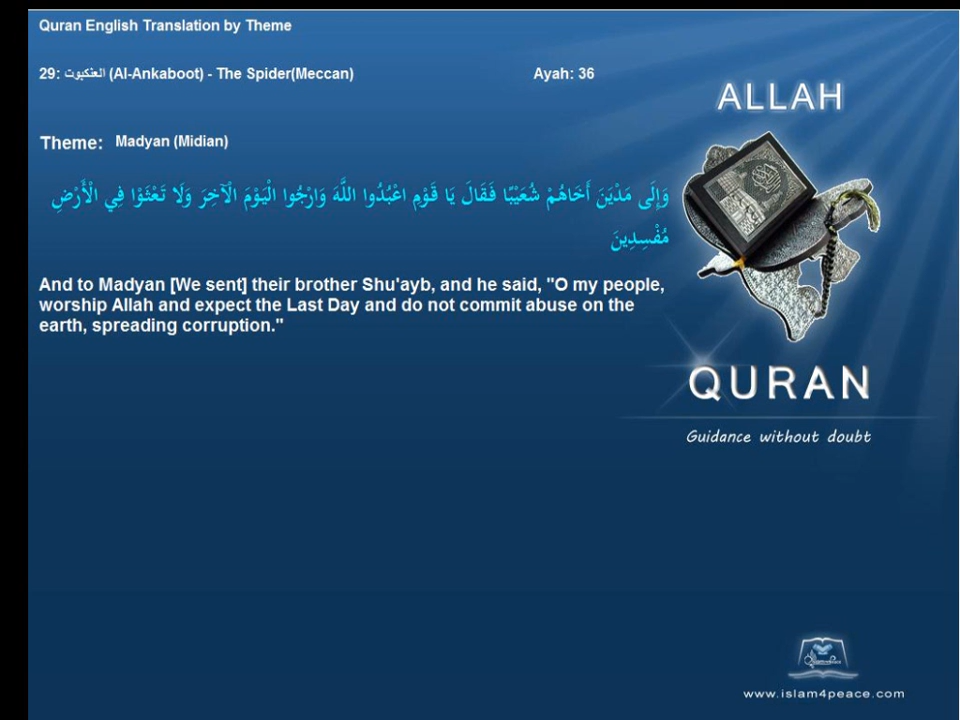 Quran English Translation by Theme
29: العنكبوت (Al-Ankaboot) - The Spider(Meccan)
Ayah: 36
Theme: Madyan (Midian)
وَإِلَى مَدْيَنَ أَخَاهُمْ شُعَيْبًا فَقَالَ يَا قَوْمِ اعْبُدُوا اللَّهَ وَارْجُوا الْيَوْمَ الْآخِرَ وَلَا تَعْثَوْا فِي الْأَرْضِ
مُفْسِدِينَ
And to Madyan [We sent] their brother Shu'ayb, and he said, "O my people,
worship Allah and expect the Last Day and do not commit abuse on the
earth, spreading corruption."
ALLAH
QURAN
Guidance without doubt
www.islam4peace.com